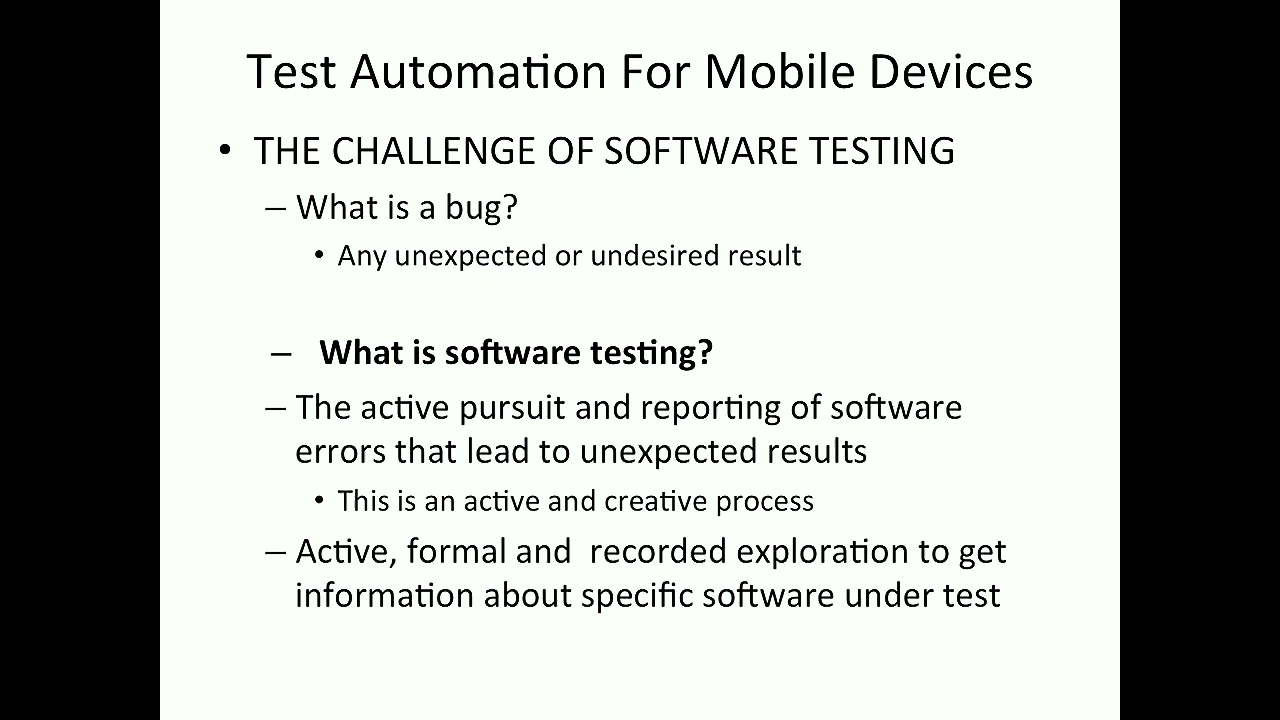 Test Automation For Mobile Devices
• THE CHALLENGE OF SOFTWARE TESTING
– What is a bug?
• Any unexpected or undesired result
– What is software testing?
– The active pursuit and reporting of software
errors that lead to unexpected results
• This is an active and creative process
– Active, formal and  recorded exploration to get
information about specific software under test